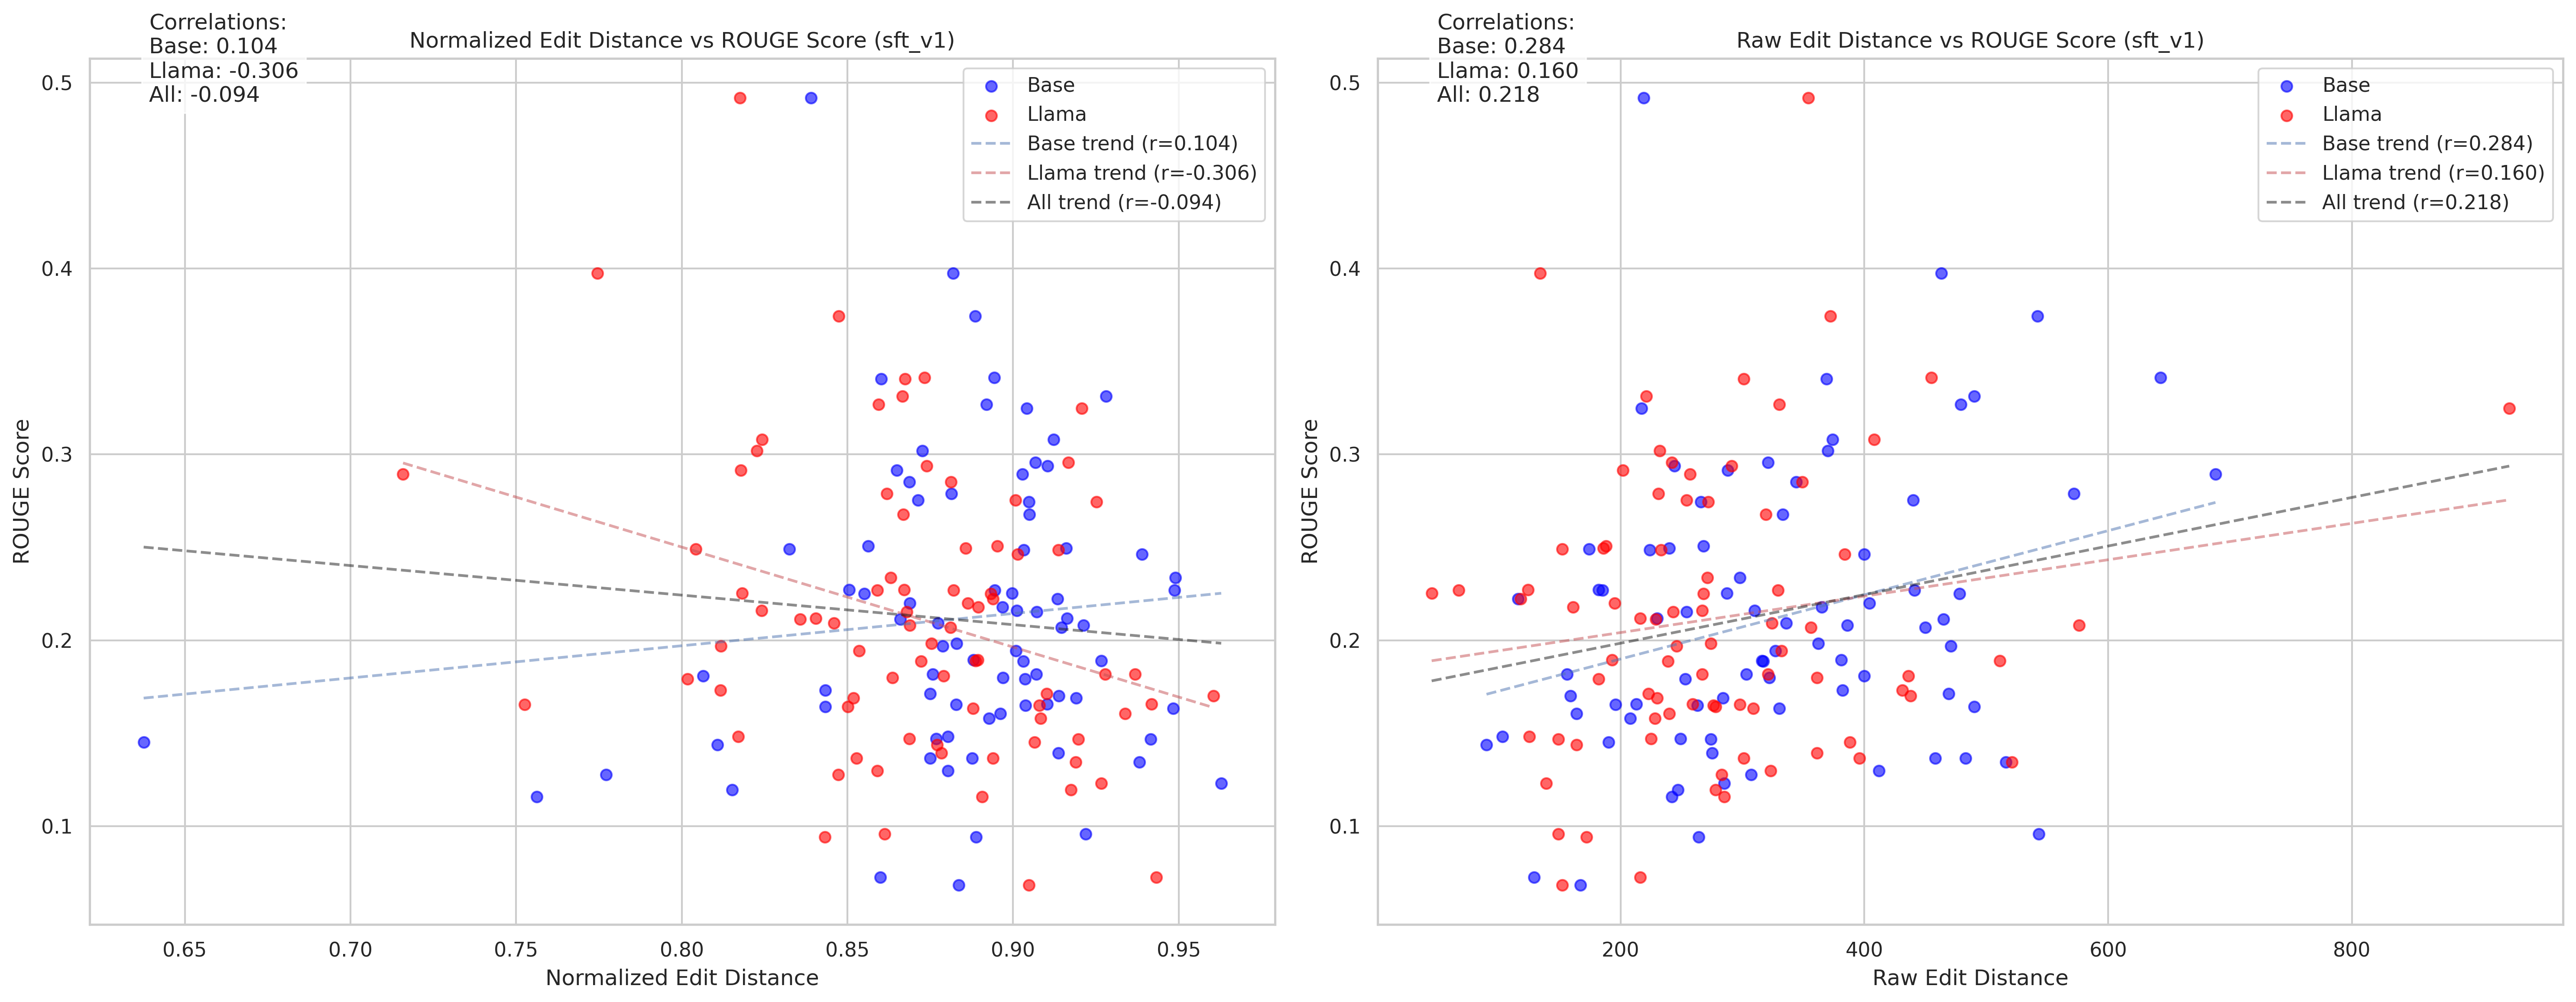 Correlations:
Base: 0.104
Llama: -0.306
All: -0.094
Normalized Edit Distance vs ROUGE Score (sft_v1)
Base
Llama
Base trend (r=0.104)
Llama trend (r=-0.306)
All trend (r=-0.094)
ROUGE Score
0.5
0.4
0.3
0.2
0.1
0.65 0.70 0.75 0.80 0.85 0.90 0.95
Normalized Edit Distance
Correlations:
Base: 0.284
Llama: 0.160
All: 0.218
Raw Edit Distance vs ROUGE Score (sft_v1)
Base
Llama
Base trend (r=0.284)
Llama trend (r=0.160)
All trend (r=0.218)
ROUGE Score
0.5
0.4
0.3
0.2
0.1
200 400 600 800
Raw Edit Distance